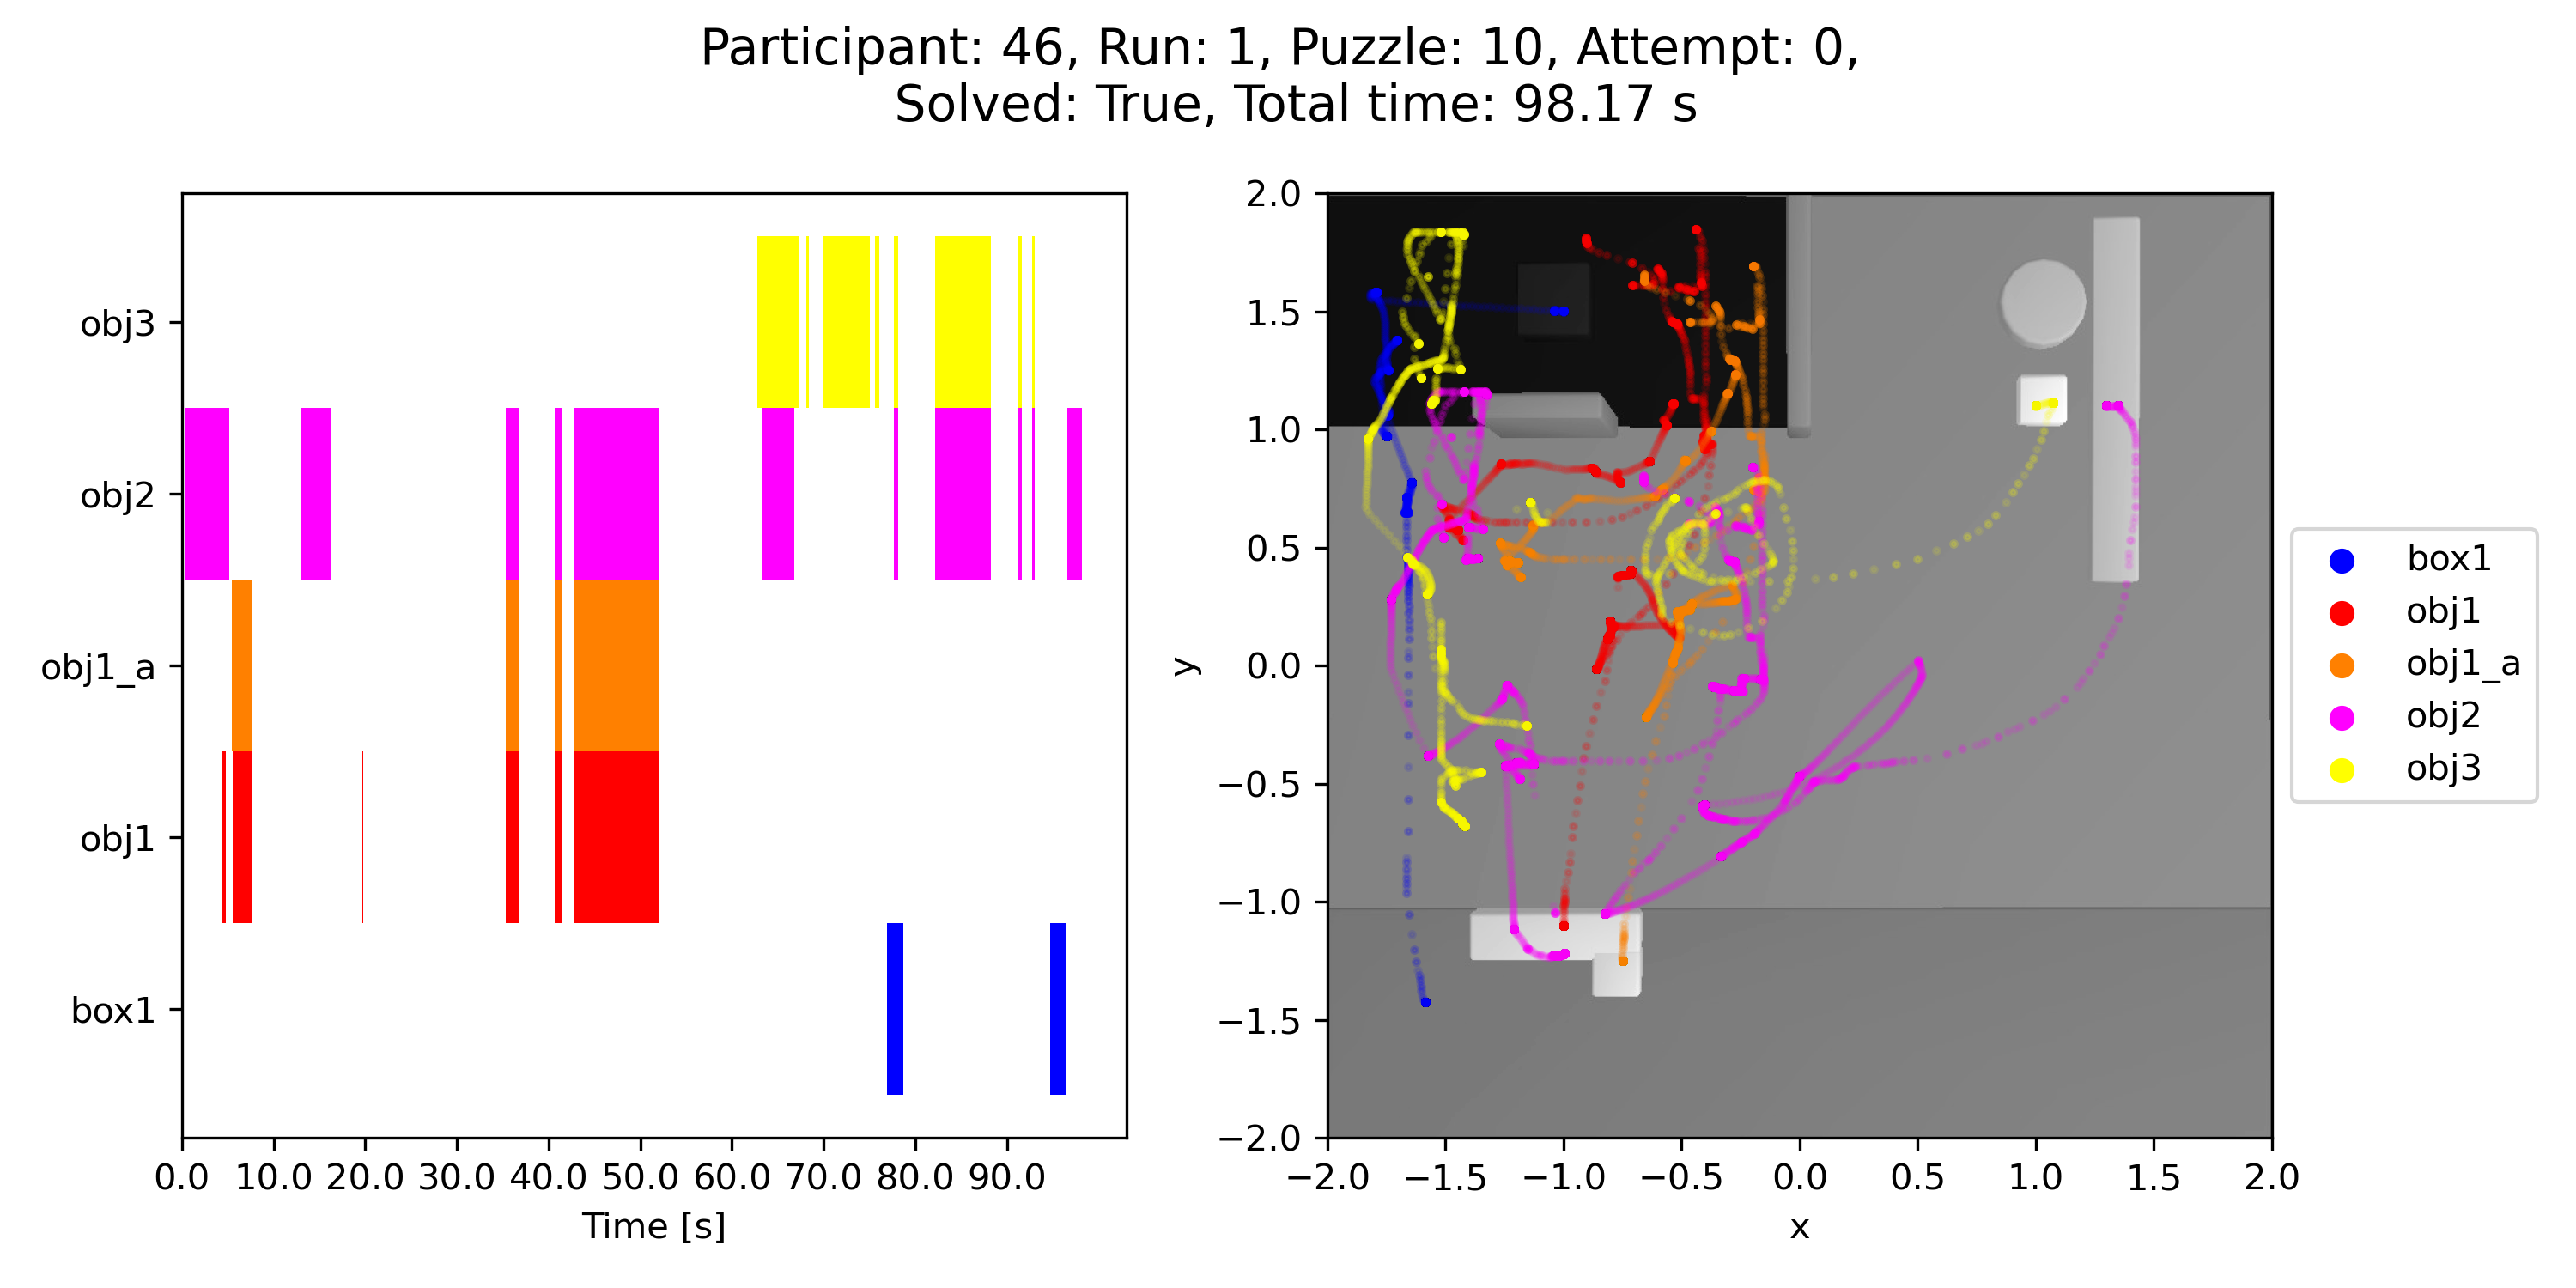 Participant: 46, Run: 1, Puzzle: 10, Attempt: 0,
Solved: True, Total time: 98.17 s
obj3
obj2
obj1_a
obj1
box1
0.0 10.0 20.0 30.0 40.0 50.0 60.0 70.0 80.0 90.0
Time [s]
2.0
1.5
1.0
0.5
0.0
−0.5
−1.0
−1.5
−2.0
y
−2.0 −1.5 −1.0 −0.5 0.0 0.5 1.0 1.5 2.0
x
box1
obj1
obj1_a
obj2
obj3